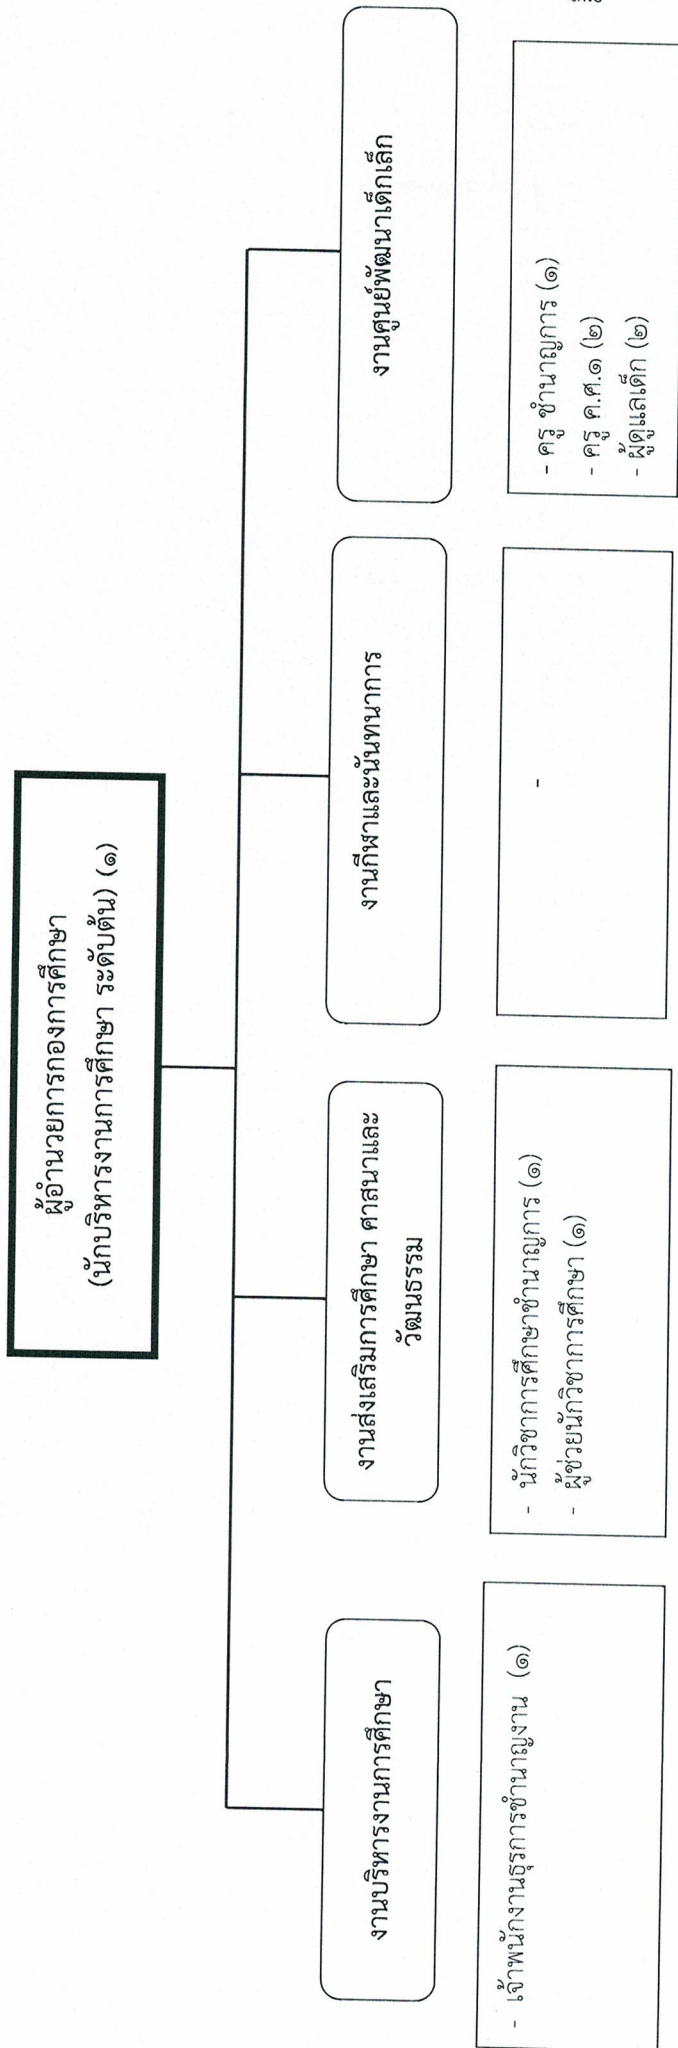 ผู้อำนวยการกองการศึกษา
(นักบริหารงานการศึกษา ระดับต้น) (๑)
งานบริหารงานการศึกษา
งานส่งเสริมการศึกษา ศาสนาและ
วัฒนธรรม
งานกีฬาและนันทนาการ
งานศูนย์พัฒนาเด็กเล็ก
- เจ้าพนักงานธุรการชำนาญงาน (๑)
- นักวิชาการศึกษาชำนาญการ (๑)
- ผู้ช่วยนักวิชาการศึกษา (๑)
-
- ครู ชำนาญการ (๑)
- ครู ค.ศ.๑ (๒)
- ผู้ดูแลเด็ก (๒)